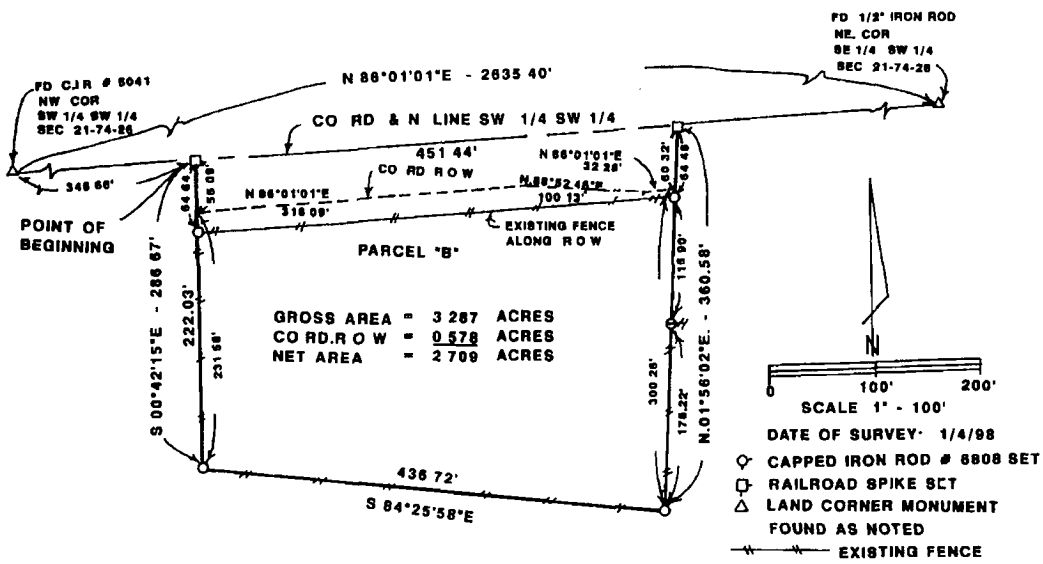 FD 1/2" IRON ROD
NE. COR
SE 1/4 SW 1/4
SEC 21-74-26
FD C.I.R # 5041
NW COR
SW 1/4 SW 1/4
SEC 21-74-26
N 86°01'01"E - 2635 40'
CO RD & N LINE SW 1/4 SW 1/4
451 44'
CO RD R O W
N 86°01'01"E
32 28'
346 66'
N 86°01'01"E
316 09'
100 13'
64 64'
56 09'
60 32'
64 46'
POINT OF
BEGINNING
EXISTING FENCE
ALONG R O W
PARCEL "B"
S 00°42'15"E - 286 67'
222.03'
231 58'
GROSS AREA = 3 287 ACRES
CO RD.R O W = 0 578 ACRES
NET AREA = 2 709 ACRES
116 90'
300 26'
178.22'
N.01°56'02"E. - 360.58'
436 72'
S 84°25'58"E
N
0 100' 200'
SCALE 1" - 100'
DATE OF SURVEY· 1/4/98
CAPPED IRON ROD # 6808 SET
RAILROAD SPIKE SET
LAND CORNER MONUMENT
FOUND AS NOTED
EXISTING FENCE